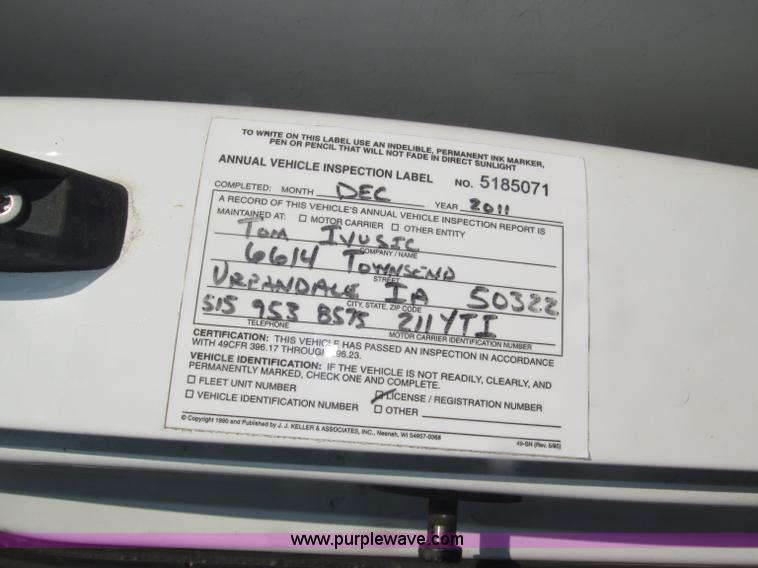 TO WRITE ON THIS LABEL USE AN INDELIBLE, PERMANENT INK MARKER,
PEN OR PENCIL THAT WILL NOT FADE IN DIRECT SUNLIGHT
ANNUAL VEHICLE INSPECTION LABEL NO. 5185071
COMPLETED: MONTH DEC YEAR 2011
A RECORD OF THIS VEHICLE'S ANNUAL VEHICLE INSPECTION REPORT IS
MAINTAINED AT: □ MOTOR CARRIER □ OTHER ENTITY
TOM IVUSIC
COMPANY / NAME
6614 TOWNSEND
STREET
URBANDALE IA 50322
CITY, STATE, ZIP CODE
515 953 8575 211YTI
TELEPHONE MOTOR CARRIER IDENTIFICATION NUMBER
CERTIFICATION: THIS VEHICLE HAS PASSED AN INSPECTION IN ACCORDANCE
WITH 49CFR 396.17 THROUGH 396.23.
VEHICLE IDENTIFICATION: IF THE VEHICLE IS NOT READILY, CLEARLY, AND
PERMANENTLY MARKED, CHECK ONE AND COMPLETE.
□ FLEET UNIT NUMBER ☑ LICENSE / REGISTRATION NUMBER
□ VEHICLE IDENTIFICATION NUMBER □ OTHER
© Copyright 1990 and Published by J. J. KELLER & ASSOCIATES, INC., Neenah, WI 54957-0368 49-SN (Rev. 5/95)
www.purplewave.com